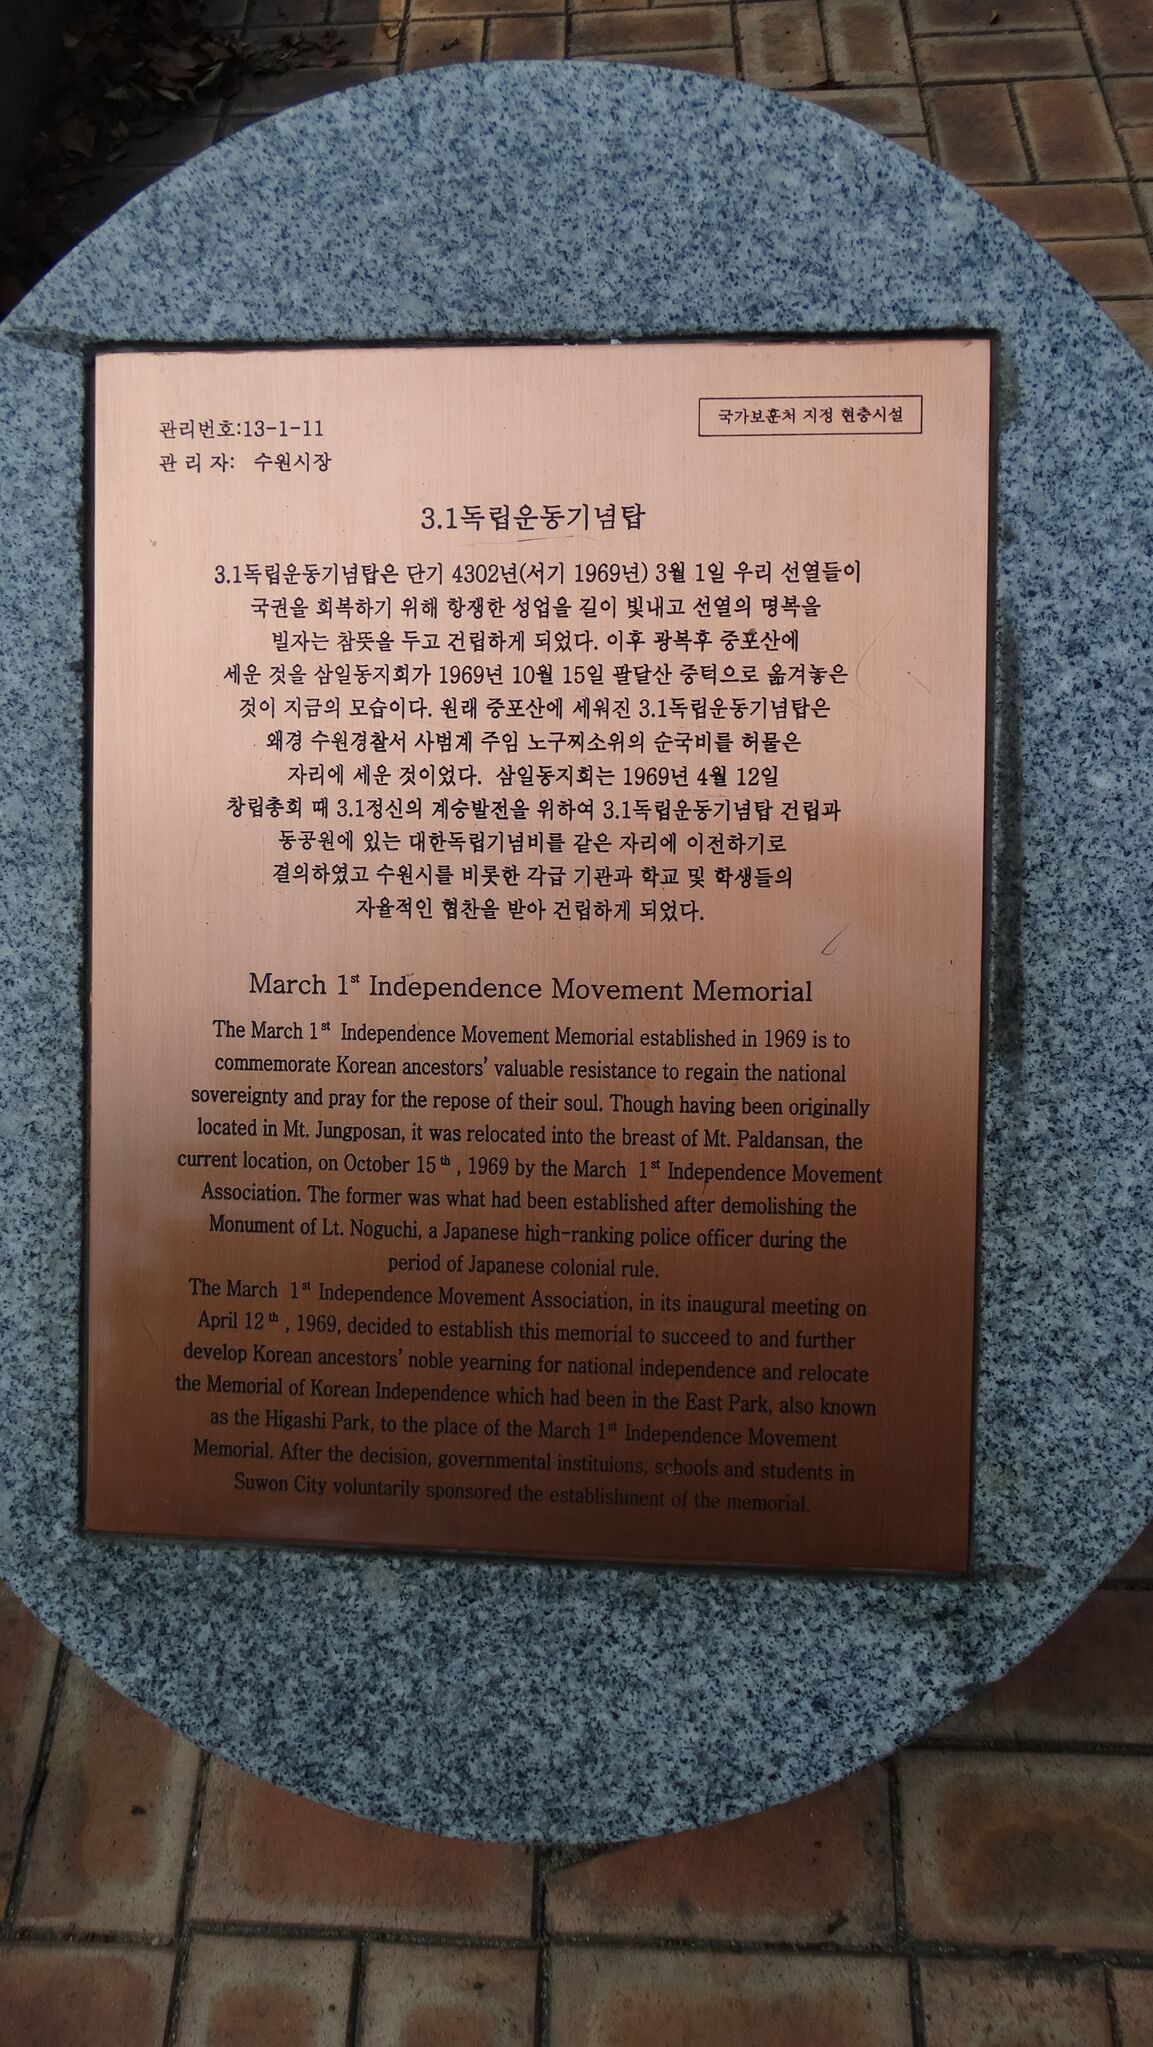 국가보훈처 지정 현충시설
관리번호:13-1-11
관 리 자: 수원시장
3.1독립운동기념탑
3.1독립운동기념탑은 단기 4302년(서기 1969년) 3월 1일 우리 선열들이
국권을 회복하기 위해 항쟁한 성업을 길이 빛내고 선열의 명복을
빌자는 참뜻을 두고 건립하게 되었다. 이후 광복후 중포산에
세운 것을 삼일동지회가 1969년 10월 15일 팔달산 중턱으로 옮겨놓은
것이 지금의 모습이다. 원래 중포산에 세워진 3.1독립운동기념탑은
왜경 수원경찰서 사범계 주임 노구찌소위의 순국비를 허물은
자리에 세운 것이었다. 삼일동지회는 1969년 4월 12일
창립총회 때 3.1정신의 계승발전을 위하여 3.1독립운동기념탑 건립과
동공원에 있는 대한독립기념비를 같은 자리에 이전하기로
결의하였고 수원시를 비롯한 각급 기관과 학교 및 학생들의
자율적인 협찬을 받아 건립하게 되었다.
March 1st Independence Movement Memorial
The March 1st Independence Movement Memorial established in 1969 is to
commemorate Korean ancestors' valuable resistance to regain the national
sovereignty and pray for the repose of their soul. Though having been originally
located in Mt. Jungposan, it was relocated into the breast of Mt. Paldansan, the
current location, on October 15th , 1969 by the March 1st Independence Movement
Association. The former was what had been established after demolishing the
Monument of Lt. Noguchi, a Japanese high-ranking police officer during the
period of Japanese colonial rule.
The March 1st Independence Movement Association, in its inaugural meeting on
April 12th , 1969, decided to establish this memorial to succeed to and further
develop Korean ancestors' noble yearning for national independence and relocate
the Memorial of Korean Independence which had been in the East Park, also known
as the Higashi Park, to the place of the March 1st Independence Movement
Memorial. After the decision, governmental instituions, schools and students in
Suwon City voluntarily sponsored the establishment of the memorial.